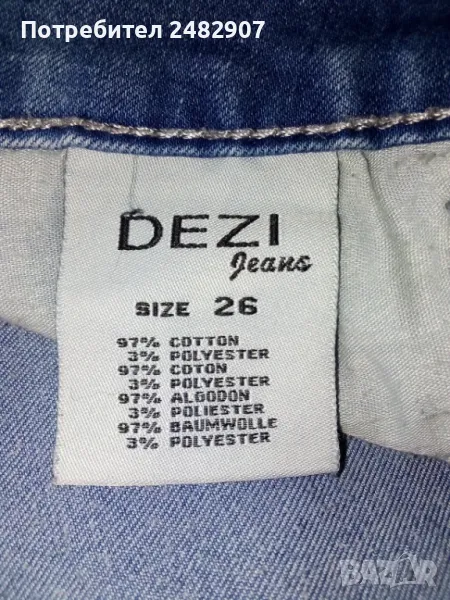 Потребител 2482907
DEZI
Jeans
SIZE 26
97% COTTON
3% POLYESTER
97% COTON
3% POLYESTER
97% ALGODON
3% POLIESTER
97% BAUMWOLLE
3% POLYESTER
BAZAR